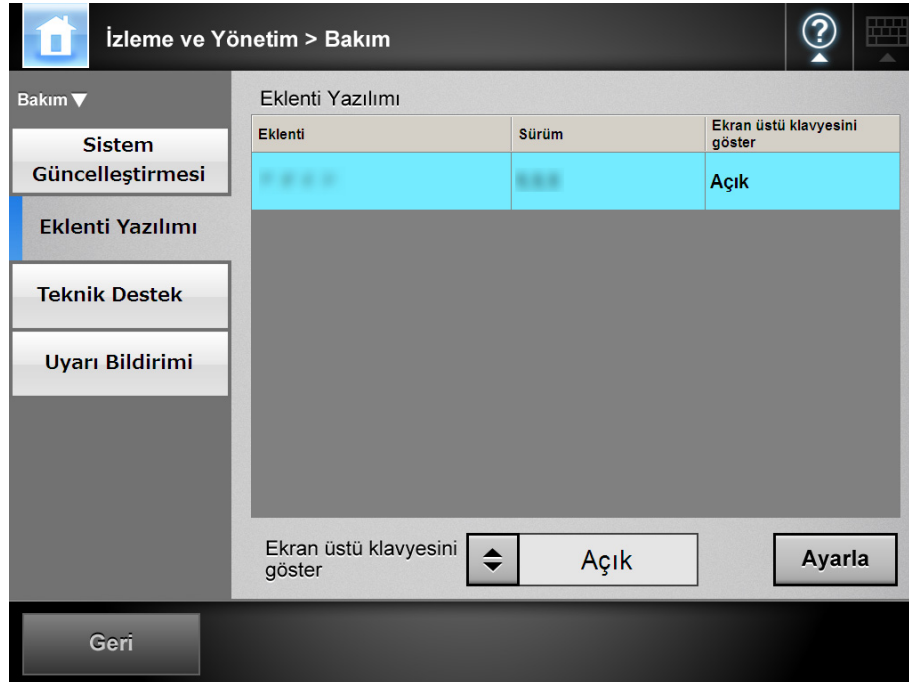 İzleme ve Yönetim > Bakım
?
Bakım▼
Sistem
Güncelleştirmesi
Eklenti Yazılımı
Teknik Destek
Uyarı Bildirimi
Eklenti Yazılımı
Eklenti
Sürüm
Ekran üstü klavyesini
göster
Açık
Ekran üstü klavyesini
göster
Açık
Ayarla
Geri